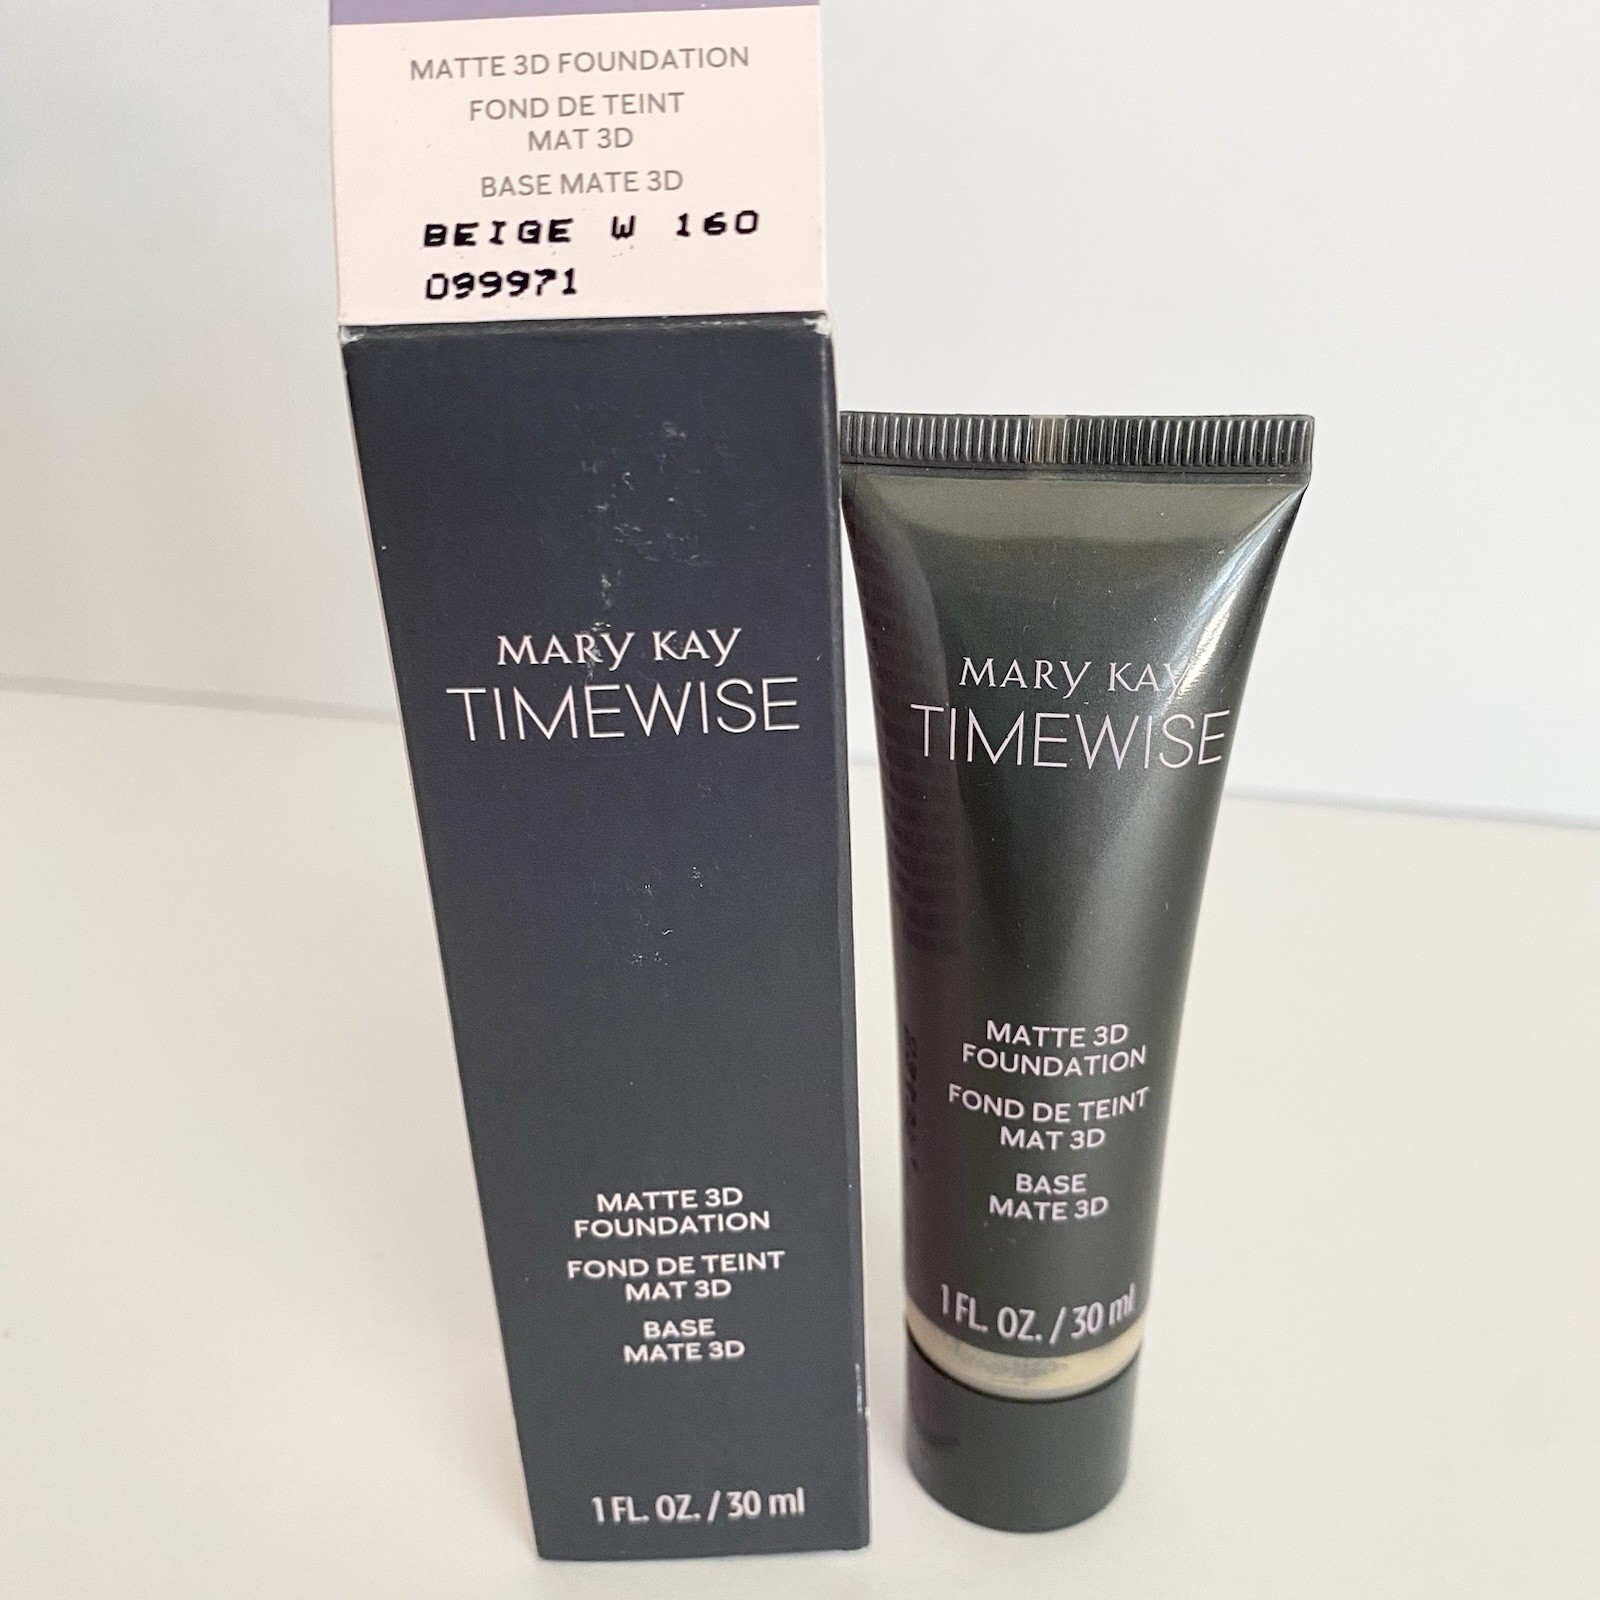 MATTE 3D FOUNDATION
FOND DE TEINT
MAT 3D
BASE MATE 3D
BEIGE W 160
099971
MARY KAY
TIMEWISE
MATTE 3D
FOUNDATION
FOND DE TEINT
MAT 3D
BASE
MATE 3D
1 FL. OZ. / 30 ml
MARY KAY
TIMEWISE
MATTE 3D
FOUNDATION
FOND DE TEINT
MAT 3D
BASE
MATE 3D
1 FL. OZ. / 30 ml